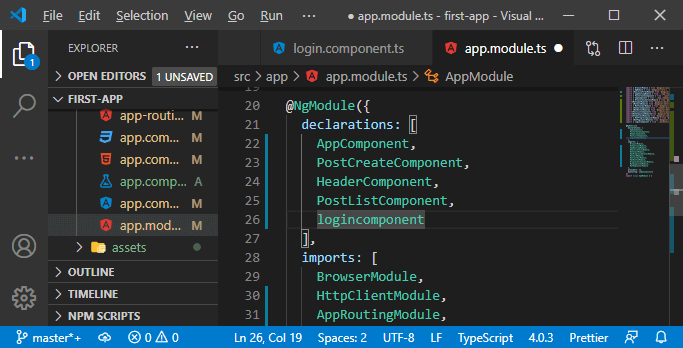 File Edit Go Run ··· ● app.module.ts - first-app - Visual ...
EXPLORER ···
login.component.ts
app.module.ts ●
OPEN EDITORS 1 UNSAVED
src > app > app.module.ts > AppModule
FIRST-APP
1
app-routi... M
app.com... M
app.com... M
app.comp... A
app.com... M
app.mod... M
assets
OUTLINE
TIMELINE
NPM SCRIPTS
20 @NgModule({
21 declarations: [
22 AppComponent,
23 PostCreateComponent,
24 HeaderComponent,
25 PostListComponent,
26 logincomponent
27 ],
28 imports: [
29 BrowserModule,
30 HttpClientModule,
31 AppRoutingModule,
master*+ 0 0 Ln 26, Col 19 Spaces: 2 UTF-8 LF TypeScript 4.0.3 Prettier